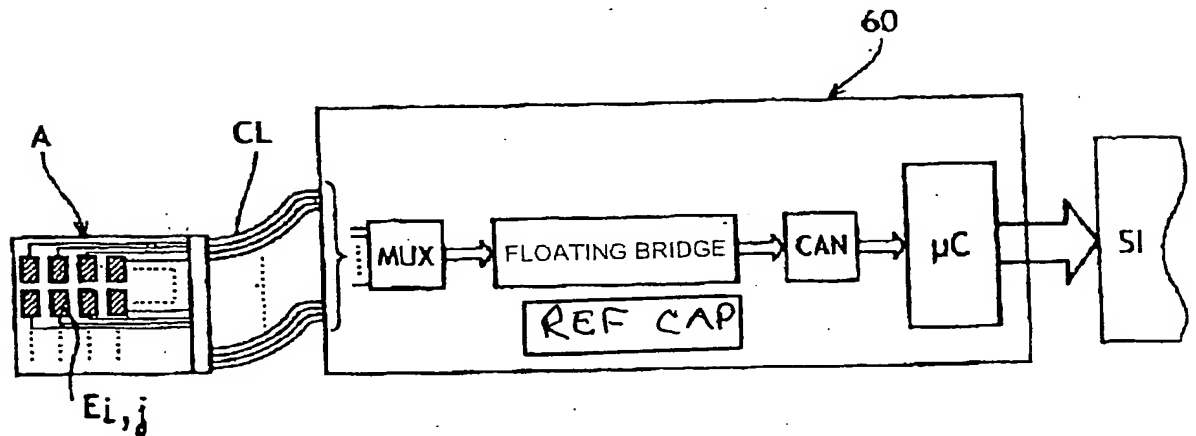 60
A
CL
MUX
FLOATING BRIDGE
CAN
µC
SI
REF CAP
Ei,j